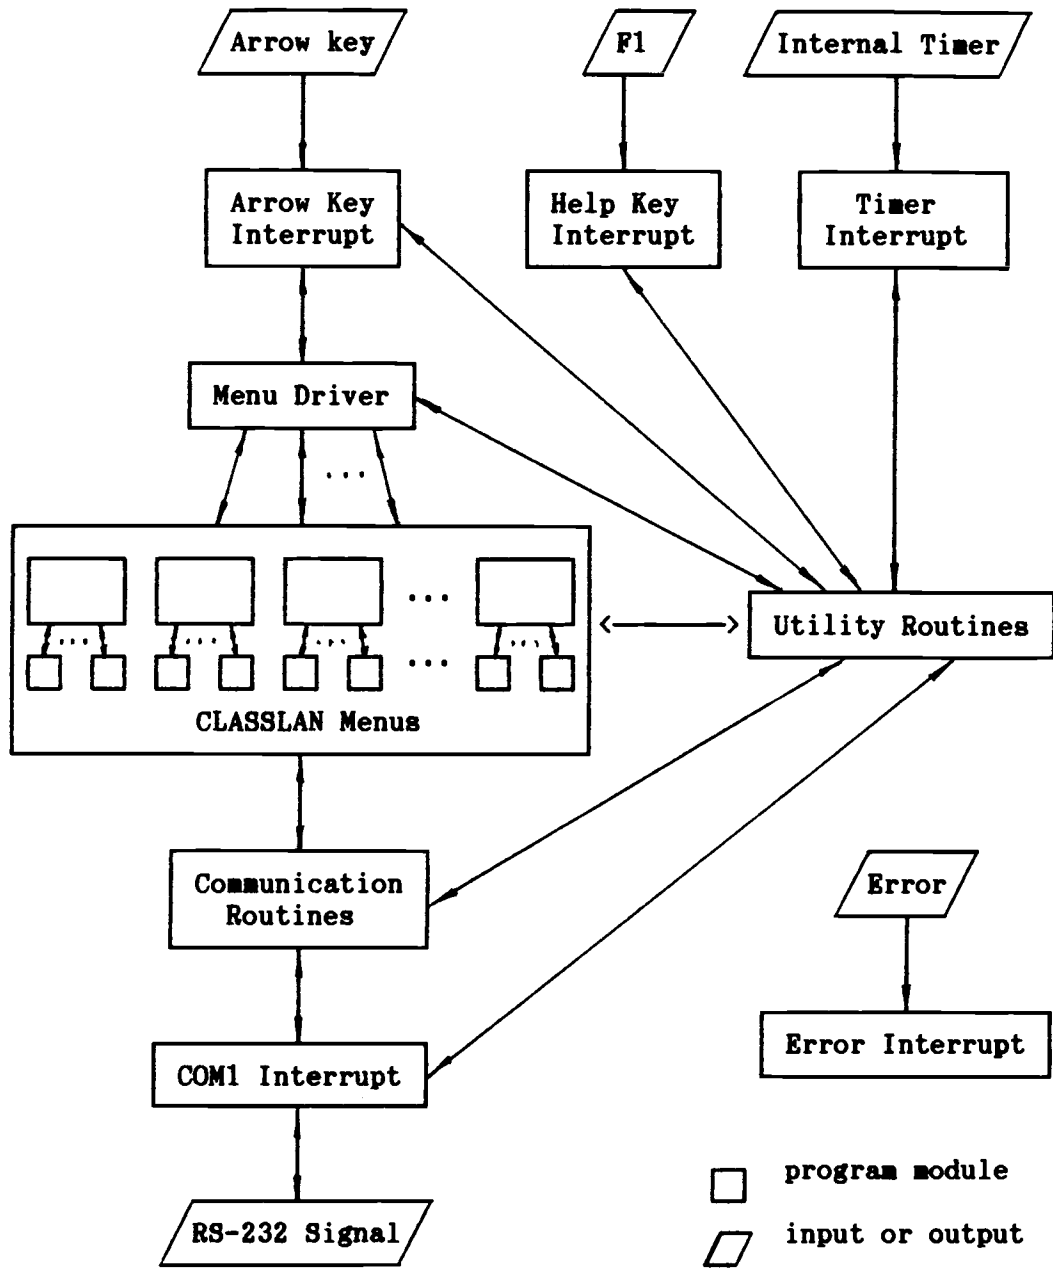 Arrow key
F1
Internal Timer
Arrow Key
Interrupt
Help Key
Interrupt
Timer
Interrupt
Menu Driver
...
...
... ... ... ...
...
Utility Routines
CLASSLAN Menus
Communication
Routines
Error
Error Interrupt
COM1 Interrupt
program module
RS-232 Signal
input or output